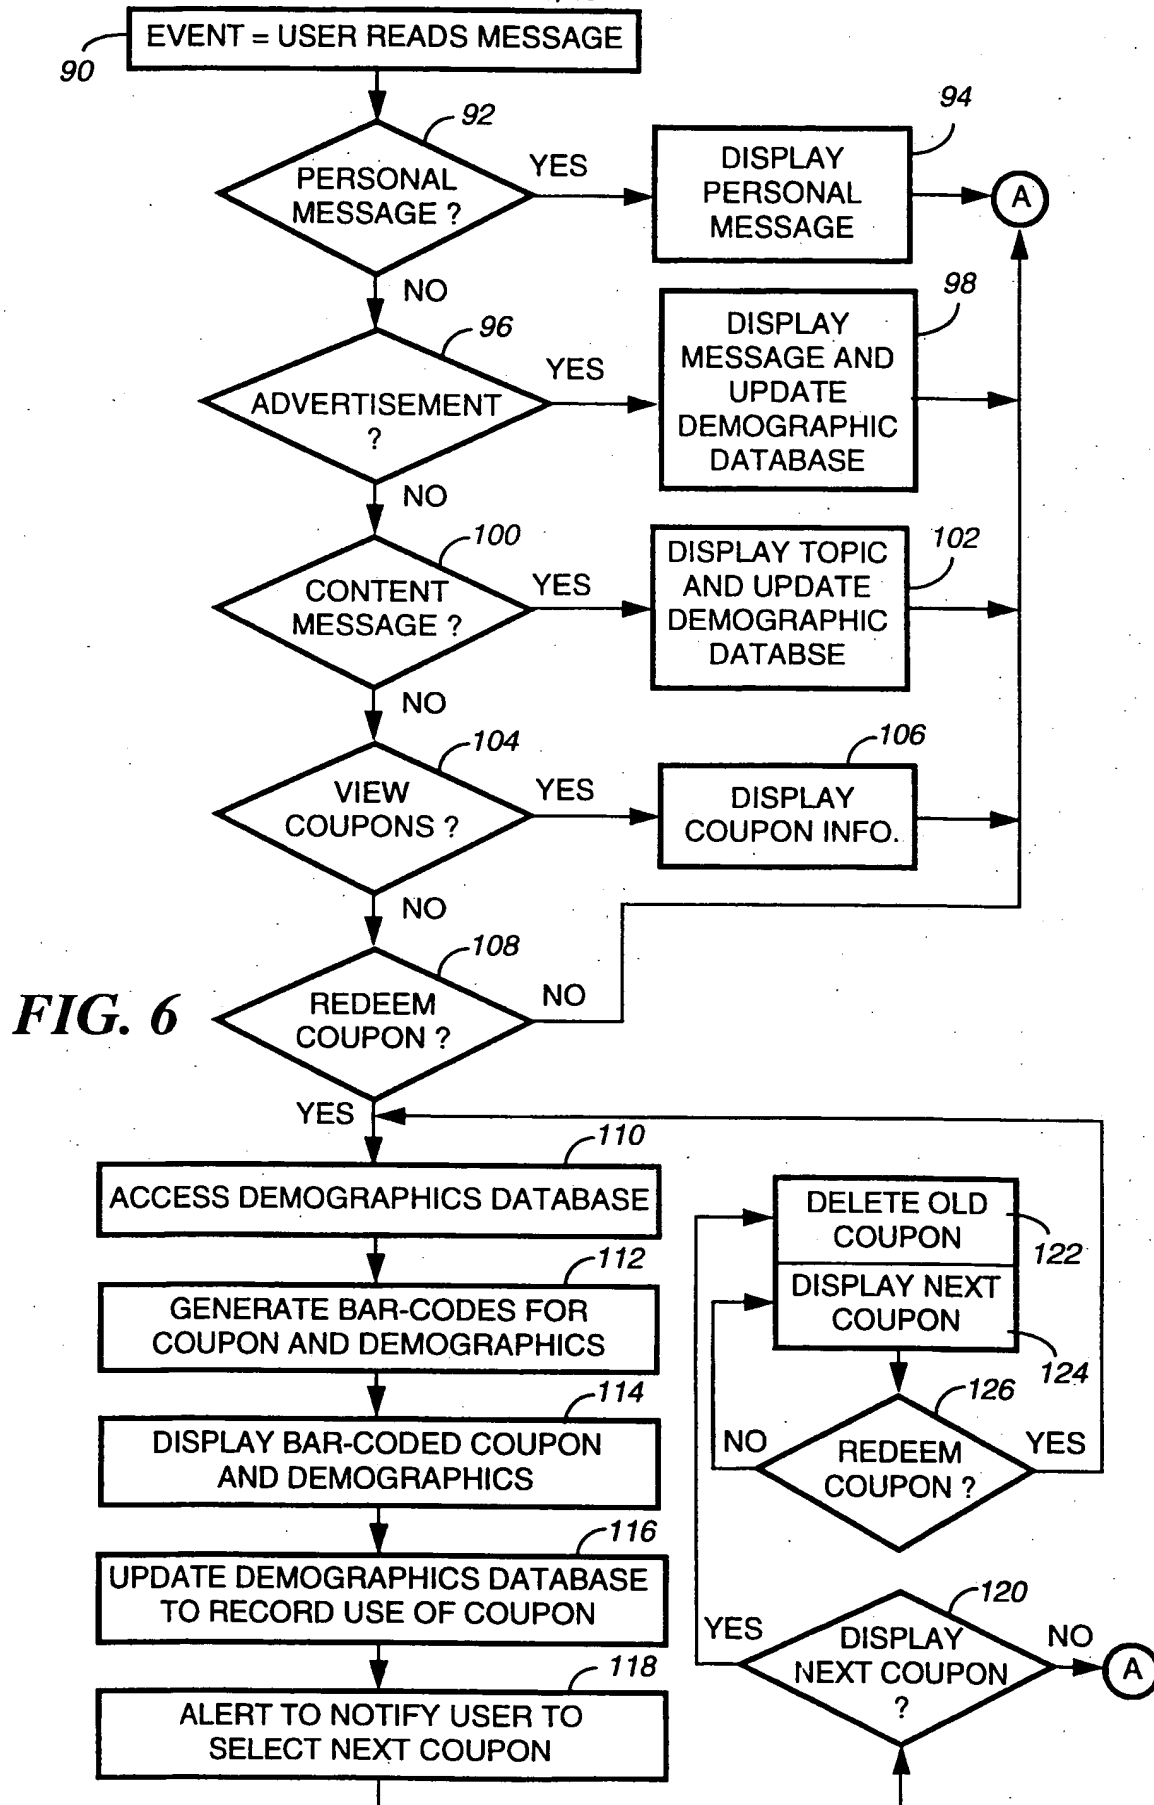 EVENT = USER READS MESSAGE
90
92
PERSONAL
MESSAGE ?
YES
94
DISPLAY
PERSONAL
MESSAGE
A
NO
96
ADVERTISEMENT
?
YES
98
DISPLAY
MESSAGE AND
UPDATE
DEMOGRAPHIC
DATABASE
NO
100
CONTENT
MESSAGE ?
YES
102
DISPLAY TOPIC
AND UPDATE
DEMOGRAPHIC
DATABSE
NO
104
VIEW
COUPONS ?
YES
106
DISPLAY
COUPON INFO.
NO
108
REDEEM
COUPON ?
NO
FIG. 6
YES
110
ACCESS DEMOGRAPHICS DATABASE
112
GENERATE BAR-CODES FOR
COUPON AND DEMOGRAPHICS
114
DISPLAY BAR-CODED COUPON
AND DEMOGRAPHICS
116
UPDATE DEMOGRAPHICS DATABASE
TO RECORD USE OF COUPON
118
ALERT TO NOTIFY USER TO
SELECT NEXT COUPON
DELETE OLD
COUPON
122
DISPLAY NEXT
COUPON
124
126
REDEEM
COUPON ?
NO
YES
120
DISPLAY
NEXT COUPON
?
YES
NO
A